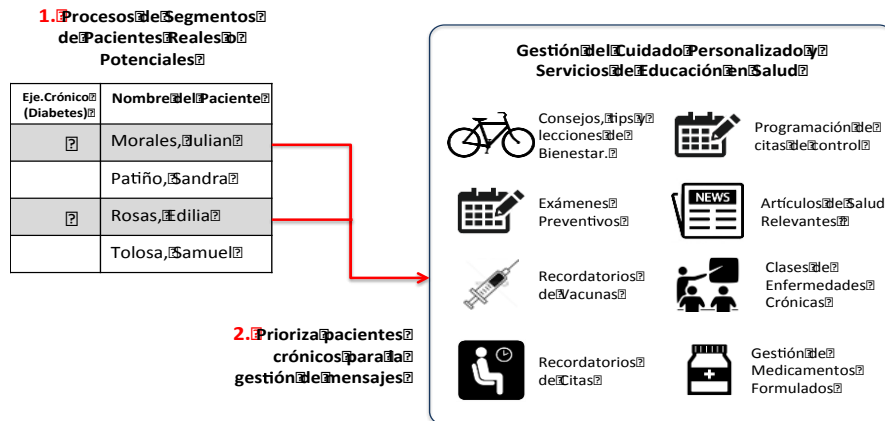 1. Procesos de Segmentos
de Pacientes Reales o
Potenciales
Eje.Crónico
(Diabetes)
Nombre del Paciente
Morales, Julian
Patiño, Sandra
Rosas, Edilia
Tolosa, Samuel
2. Prioriza pacientes
crónicos para la
gestión de mensajes
Gestión del Cuidado Personalizado y
Servicios de Educación en Salud
Consejos, tips y
lecciones de
Bienestar.
Programación de
citas de control
Exámenes
Preventivos
NEWS
Artículos de Salud
Relevantes
Recordatorios
de Vacunas
Clases de
Enfermedades
Crónicas
Recordatorios
de Citas
Gestión de
Medicamentos
Formulados